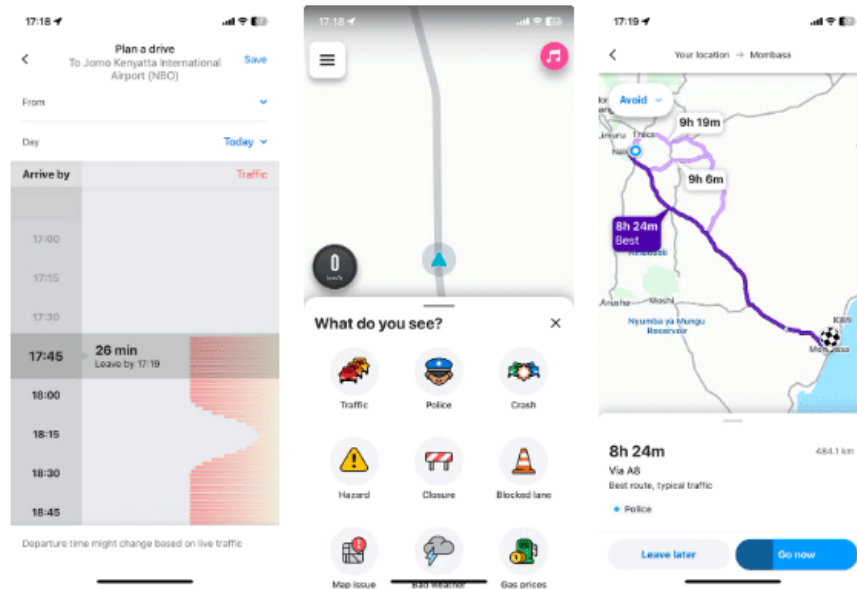 17:18
Plan a drive
To Jomo Kenyatta International
Airport (NBO)
Save
From
Day
Today
Arrive by
Traffic
17:00
17:15
17:30
17:45
26 min
Leave by 17:19
18:00
18:15
18:30
18:45
Departure time might change based on live traffic
17:18
0
km/h
What do you see?
Traffic
Police
Crash
Hazard
Closure
Blocked lane
Map issue
Bad weather
Gas prices
17:19
Your location → Mombasa
Avoid
9h 19m
Thika
9h 6m
8h 24m
Best
Arusha
Moshi
Nyumba ya Mungu
Reservoir
8h 24m
484.1 km
Via A8
Best route, typical traffic
Police
Leave later
Go now